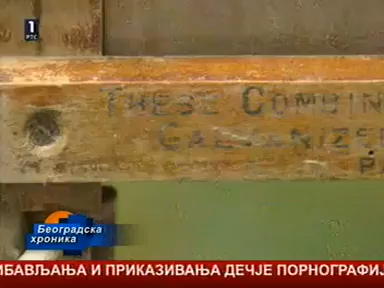 1
РТС
THESE COMBIN
GALVANIZE
Београдска
хроника
ИБАВЉАЊА И ПРИКАЗИВАЊА ДЕЧЈЕ ПОРНОГРАФИЈ